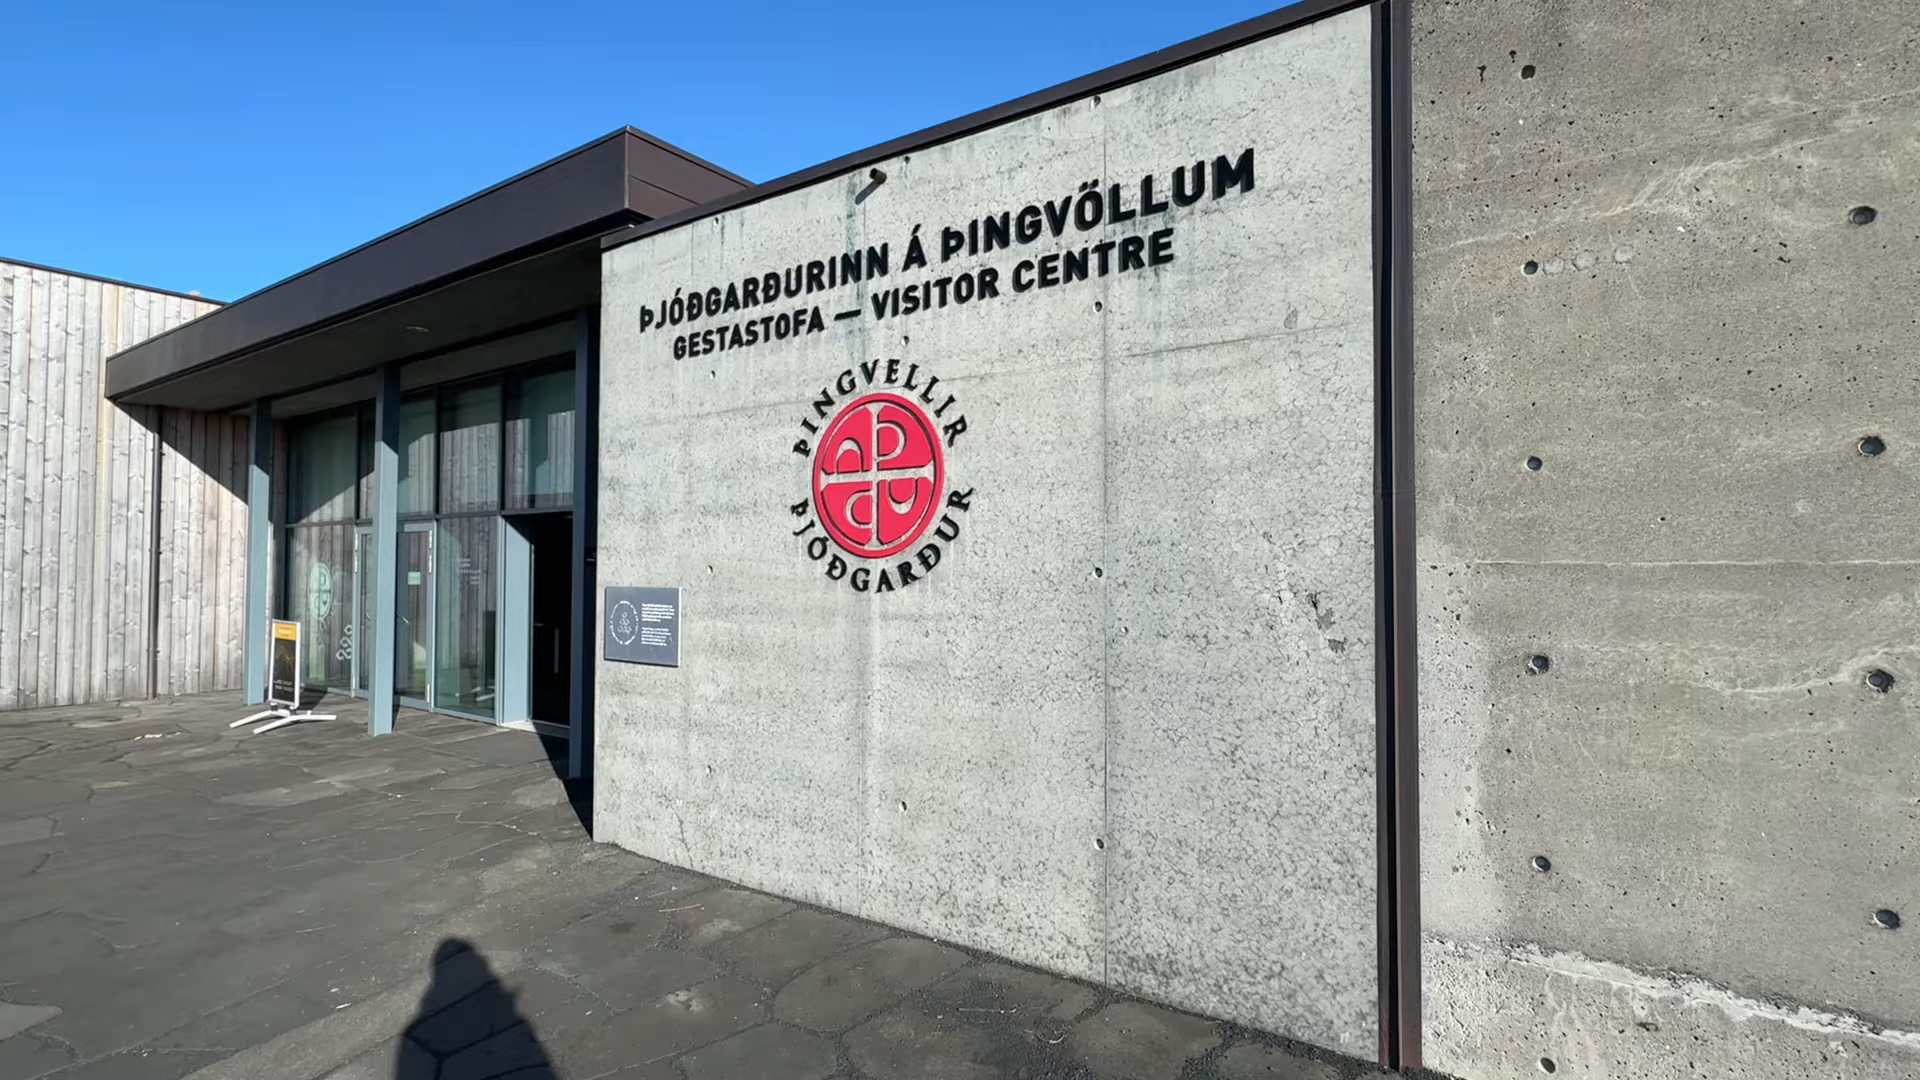 ÞJÓÐGARÐURINN Á ÞINGVÖLLUM
GESTASTOFA — VISITOR CENTRE
ÞINGVELLIR
ÞJÓÐGARÐUR